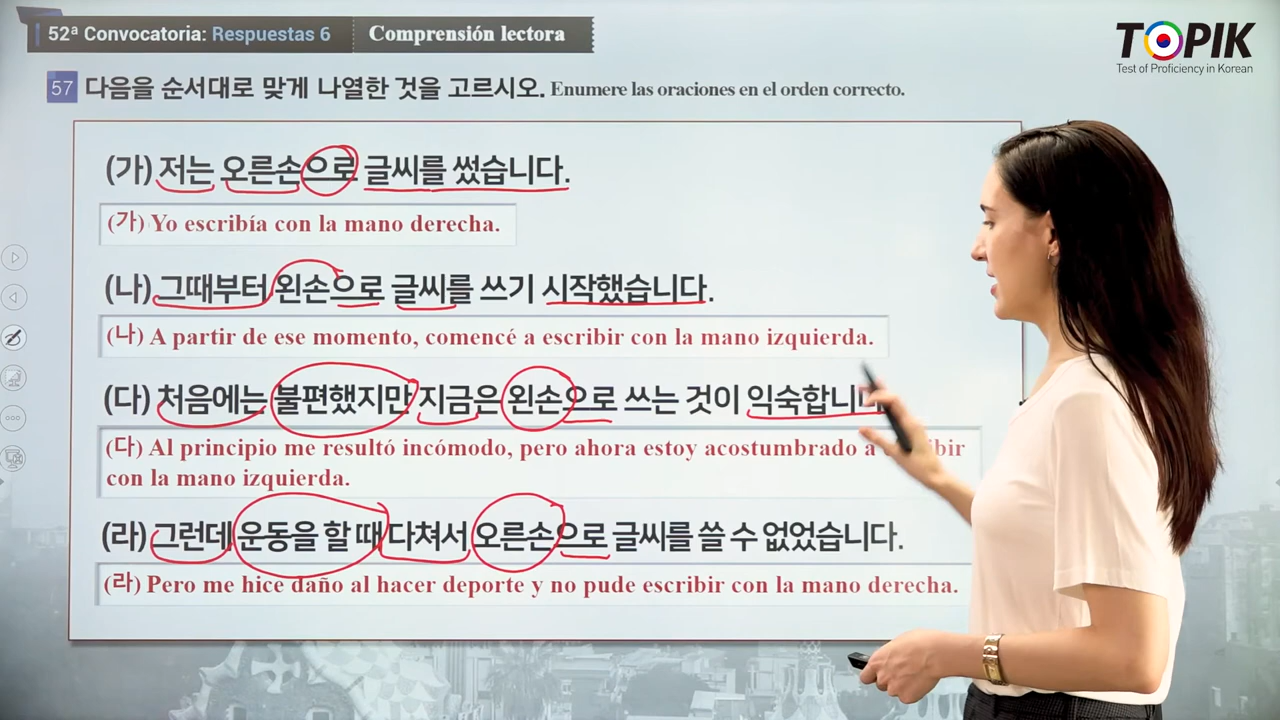 52ª Convocatoria: Respuestas 6 Comprensión lectora
TOPIK
Test of Proficiency in Korean
57 다음을 순서대로 맞게 나열한 것을 고르시오. Enumere las oraciones en el orden correcto.
(가) 저는 오른손으로 글씨를 썼습니다.
(가) Yo escribía con la mano derecha.
(나) 그때부터 왼손으로 글씨를 쓰기 시작했습니다.
(나) A partir de ese momento, comencé a escribir con la mano izquierda.
(다) 처음에는 불편했지만 지금은 왼손으로 쓰는 것이
(다) Al principio me resultó incómodo, pero ahora estoy acostumbrado a
con la mano izquierda.
(라) 그런데 운동을 할 때 다쳐서 오른손으로 글씨를 쓸 수 없었습니다.
(라) Pero me hice daño al hacer deporte y no pude escribir con la mano derecha.